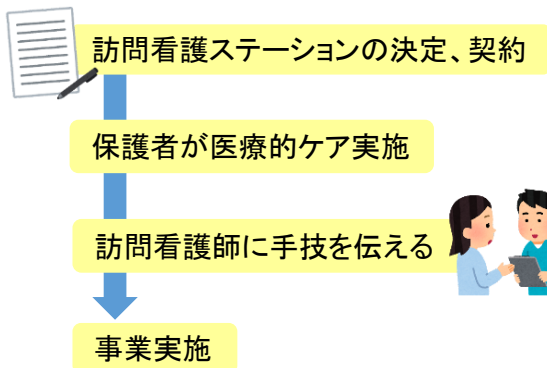 訪問看護ステーションの決定、契約
保護者が医療的ケア実施
訪問看護師に手技を伝える
事業実施